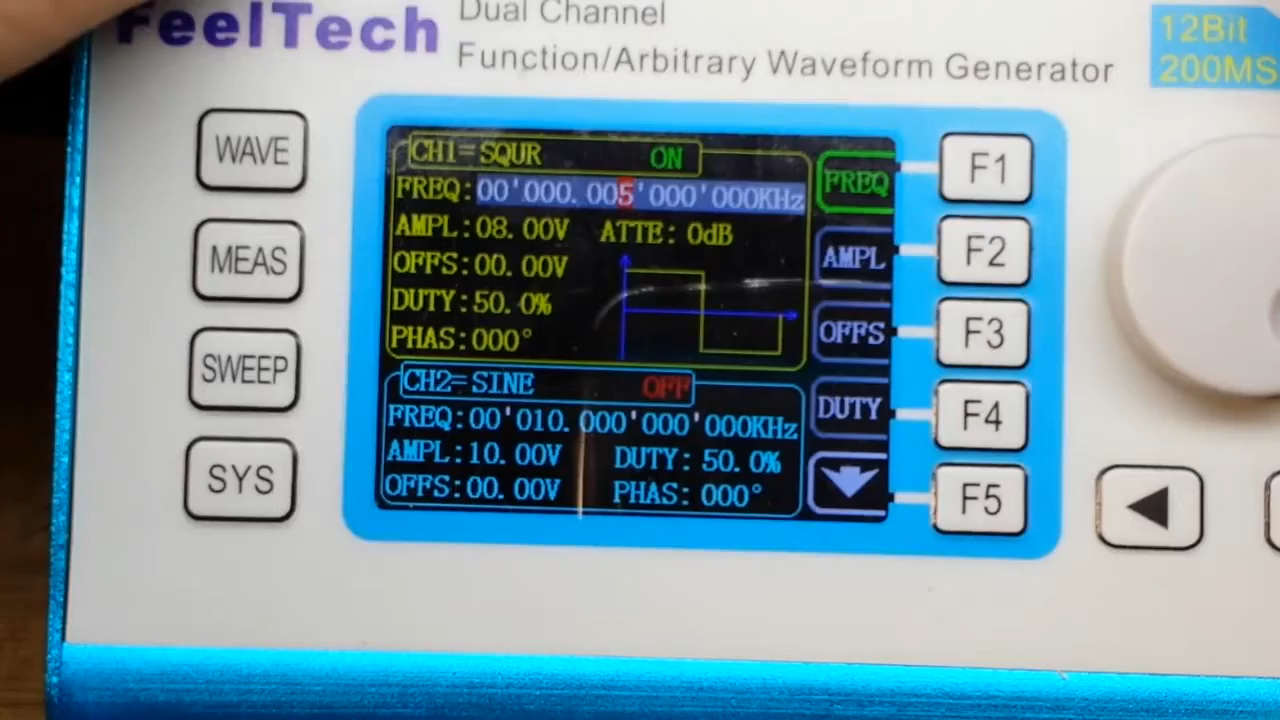 FeelTech
Dual Channel
Function/Arbitrary Waveform Generator
12Bit
200MS
WAVE
MEAS
SWEEP
SYS
CH1=SQUR ON
FREQ:00'000.005'000'000KHz
AMPL:08.00V ATTE:0dB
OFFS:00.00V
DUTY:50.0%
PHAS:000°
CH2=SINE OFF
FREQ:00'010.000'000'000KHz
AMPL:10.00V DUTY:50.0%
OFFS:00.00V PHAS:000°
FREQ
AMPL
OFFS
DUTY
F1
F2
F3
F4
F5